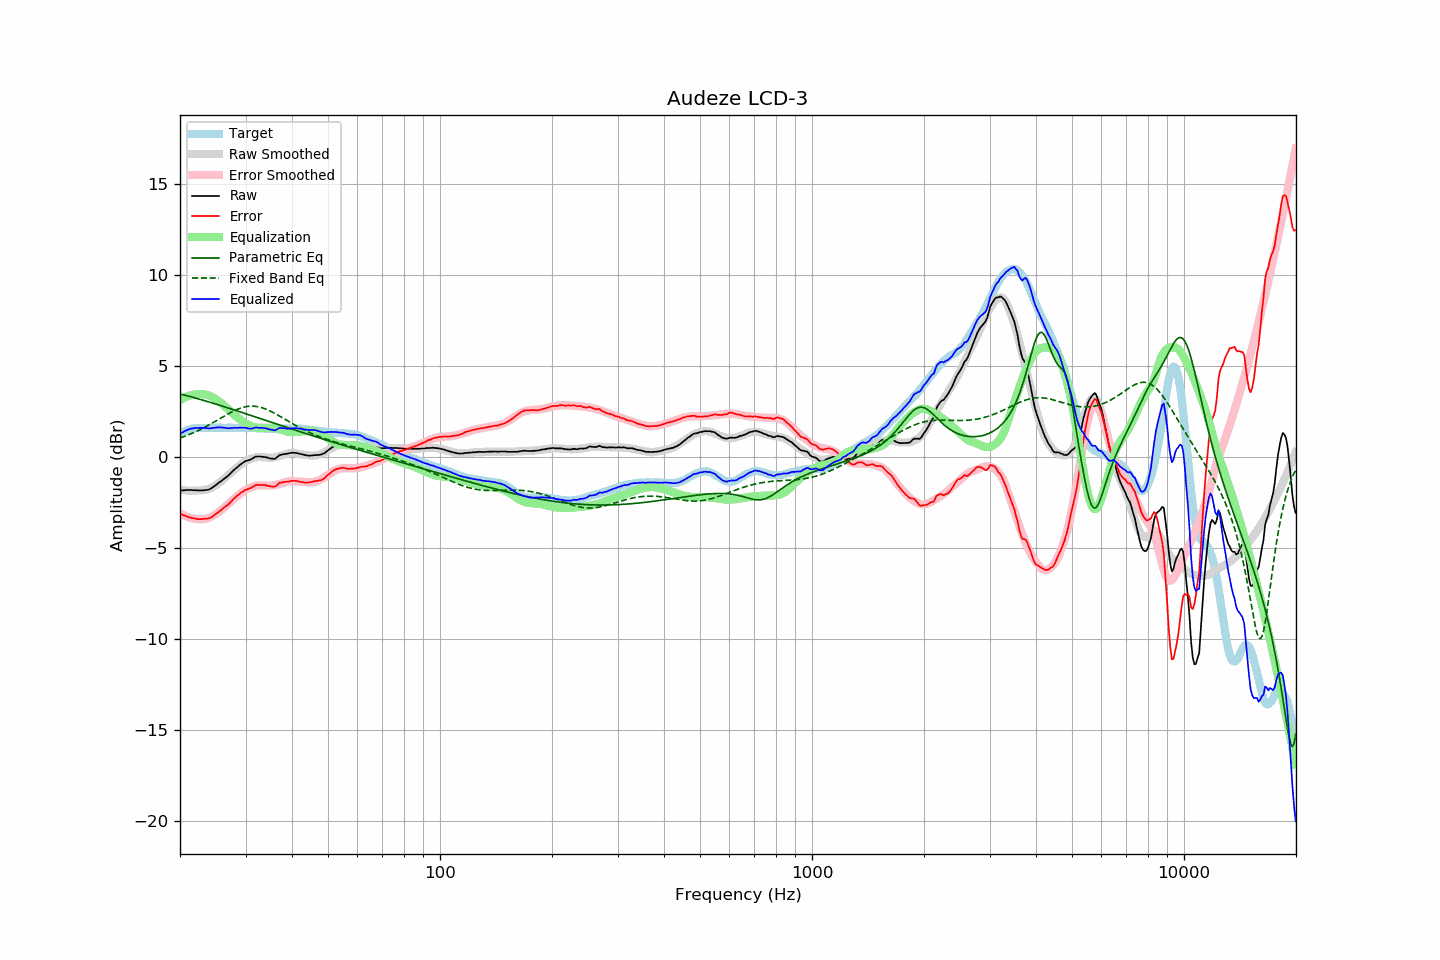 Audeze LCD-3
Target
Raw Smoothed
Error Smoothed
Raw
Error
Equalization
Parametric Eq
Fixed Band Eq
Equalized
15
10
5
0
−5
−10
−15
−20
Amplitude (dBr)
100
1000
10000
Frequency (Hz)